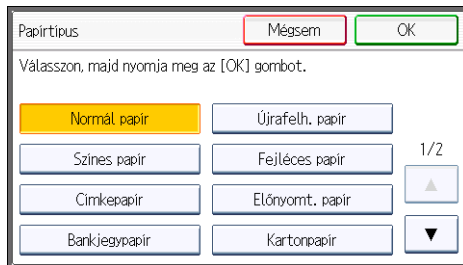 Papírtípus Mégsem OK
Válasszon, majd nyomja meg az [OK] gombot.
Normál papír Újrafelh. papír
Színes papír Fejléces papír 1/2
Címkepapír Előnyomt. papír
Bankjegypapír Kartonpapír